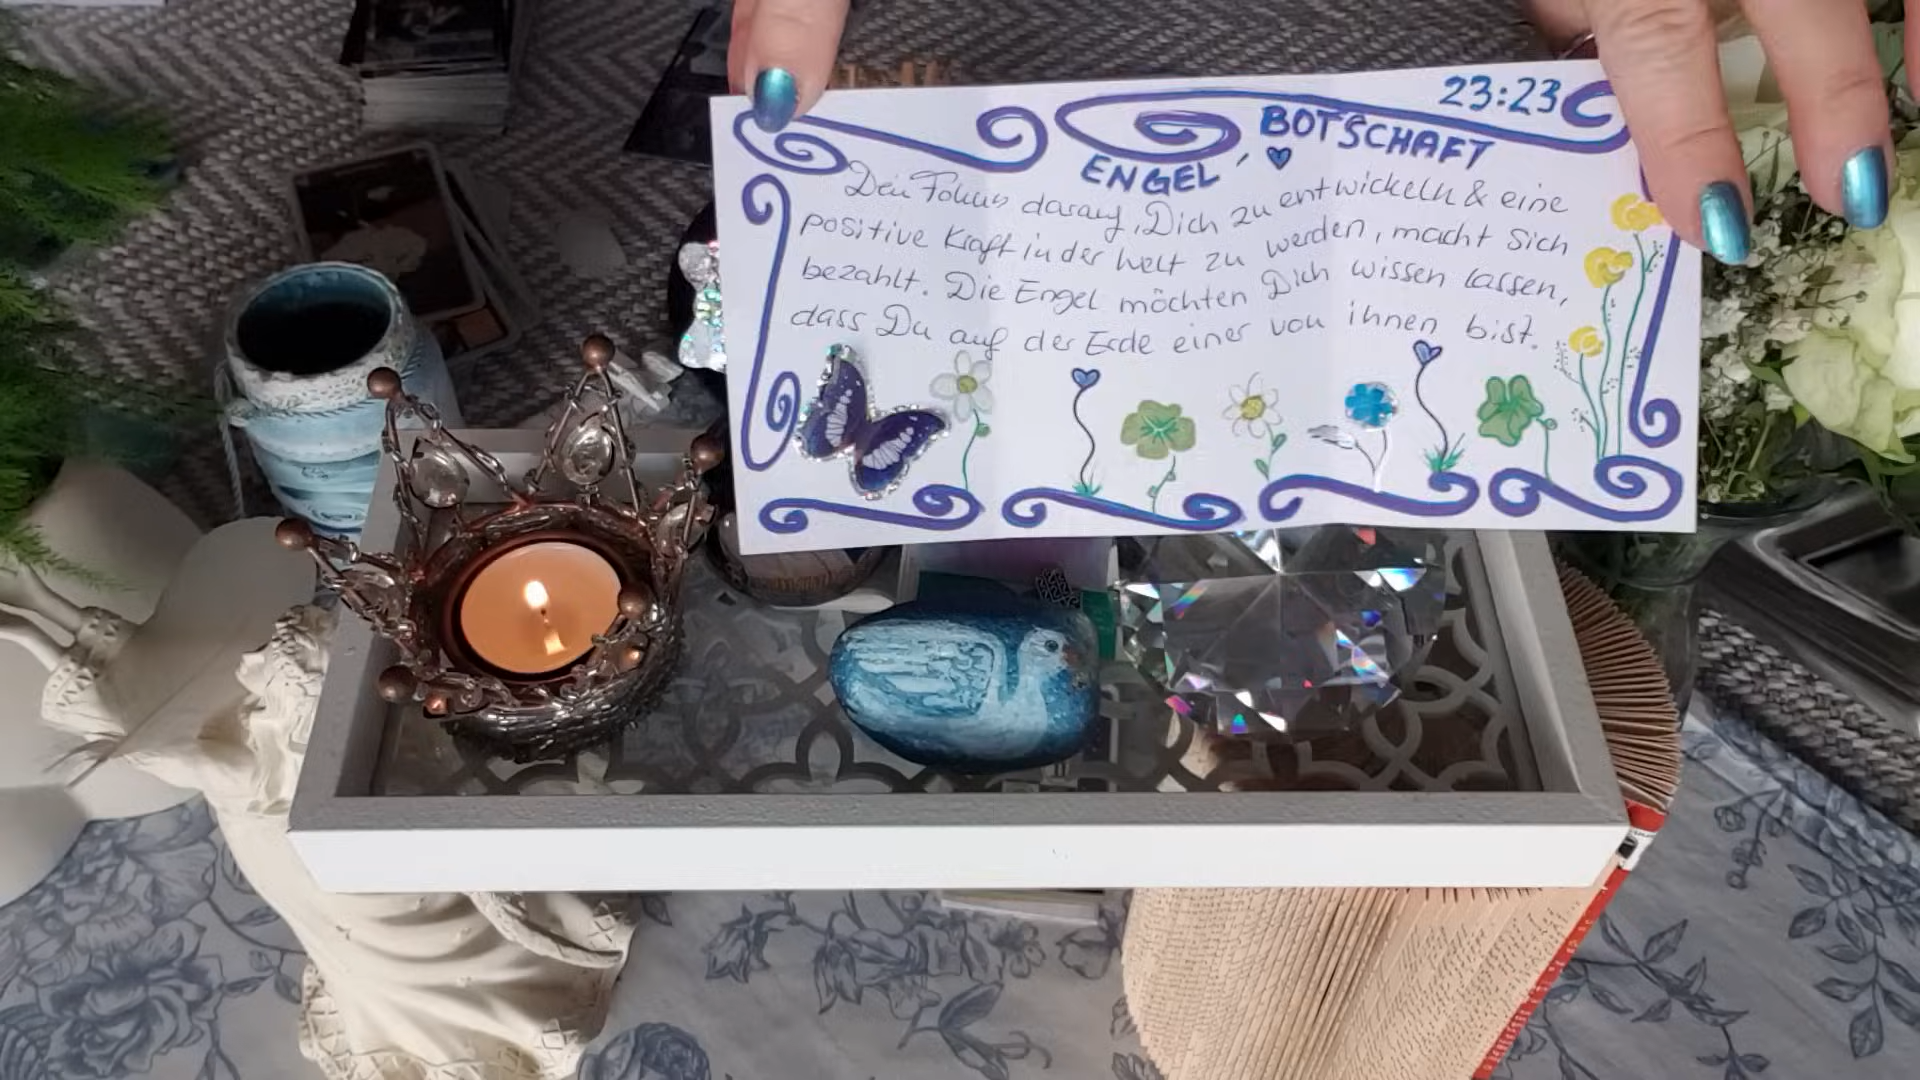 23:23
ENGEL BOTSCHAFT
Dein Fokus darauf, Dich zu entwickeln & eine
positive Kraft in der Welt zu werden, macht sich
bezahlt. Die Engel möchten Dich wissen lassen,
dass Du auf der Erde einer von ihnen bist.